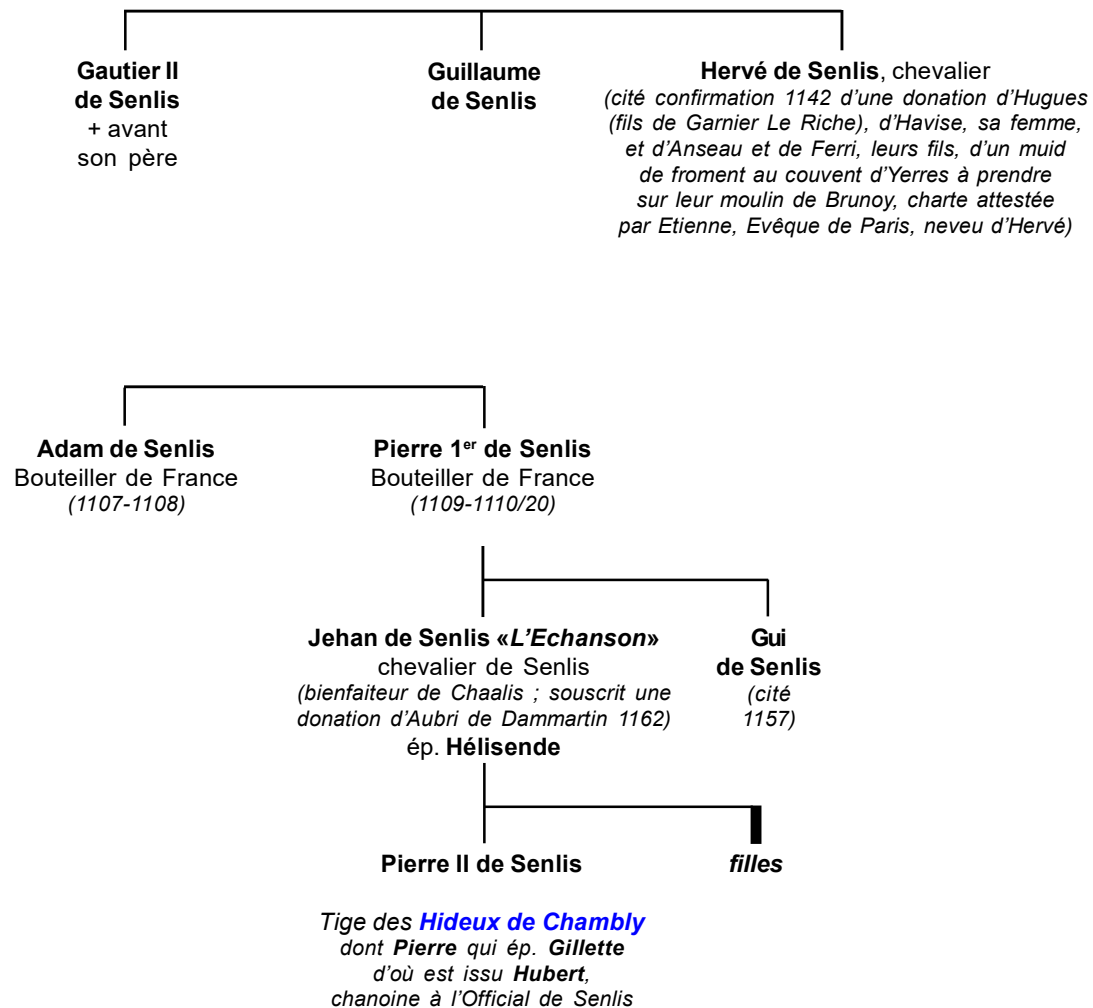 Gautier II
de Senlis
+ avant
son père
Guillaume
de Senlis
Hervé de Senlis, chevalier
(cité confirmation 1142 d’une donation d’Hugues
(fils de Garnier Le Riche), d’Havise, sa femme,
et d’Anseau et de Ferri, leurs fils, d’un muid
de froment au couvent d’Yerres à prendre
sur leur moulin de Brunoy, charte attestée
par Etienne, Evêque de Paris, neveu d’Hervé)
Adam de Senlis
Bouteiller de France
(1107-1108)
Pierre 1er de Senlis
Bouteiller de France
(1109-1110/20)
Jehan de Senlis «L’Echanson»
chevalier de Senlis
(bienfaiteur de Chaalis ; souscrit une
donation d’Aubri de Dammartin 1162)
ép. Hélisende
Gui
de Senlis
(cité
1157)
Pierre II de Senlis
filles
Tige des Hideux de Chambly
dont Pierre qui ép. Gillette
d’où est issu Hubert,
chanoine à l’Official de Senlis